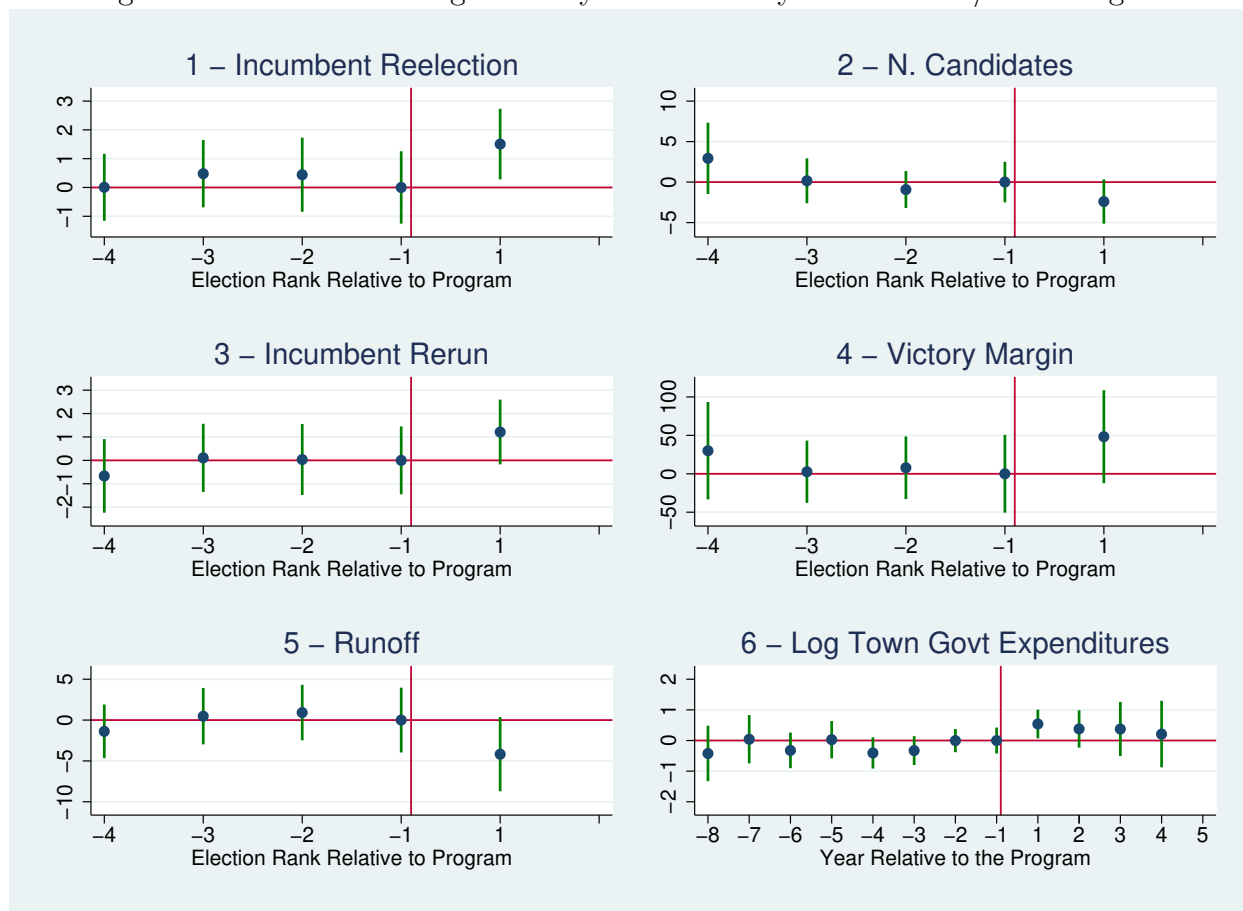 1 – Incumbent Reelection
3
2
1
0
−1
−4 −3 −2 −1 1
Election Rank Relative to Program
2 – N. Candidates
10
5
0
−5
−4 −3 −2 −1 1
Election Rank Relative to Program
3 – Incumbent Rerun
3
2
1
0
−1
−2
−4 −3 −2 −1 1
Election Rank Relative to Program
4 – Victory Margin
100
50
0
−50
−4 −3 −2 −1 1
Election Rank Relative to Program
5 – Runoff
5
0
−5
−10
−4 −3 −2 −1 1
Election Rank Relative to Program
6 – Log Town Govt Expenditures
2
1
0
−1
−2
−8 −7 −6 −5 −4 −3 −2 −1 1 2 3 4 5
Year Relative to the Program